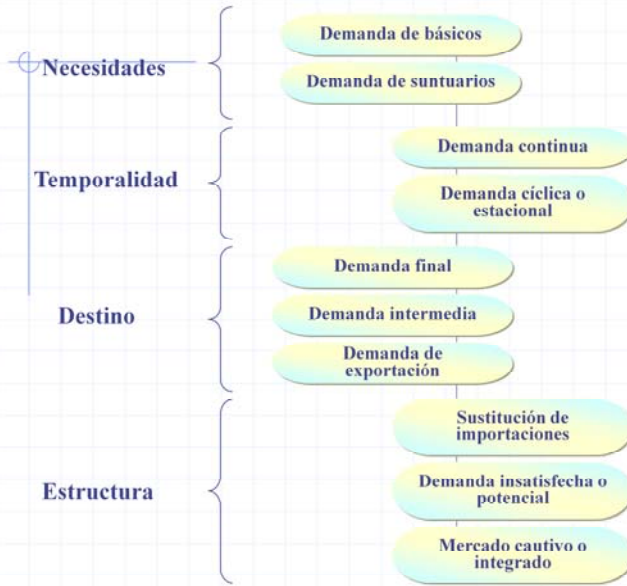 Necesidades
Demanda de básicos
Demanda de suntuarios
Temporalidad
Demanda continua
Demanda cíclica o
estacional
Destino
Demanda final
Demanda intermedia
Demanda de
exportación
Estructura
Sustitución de
importaciones
Demanda insatisfecha o
potencial
Mercado cautivo o
integrado